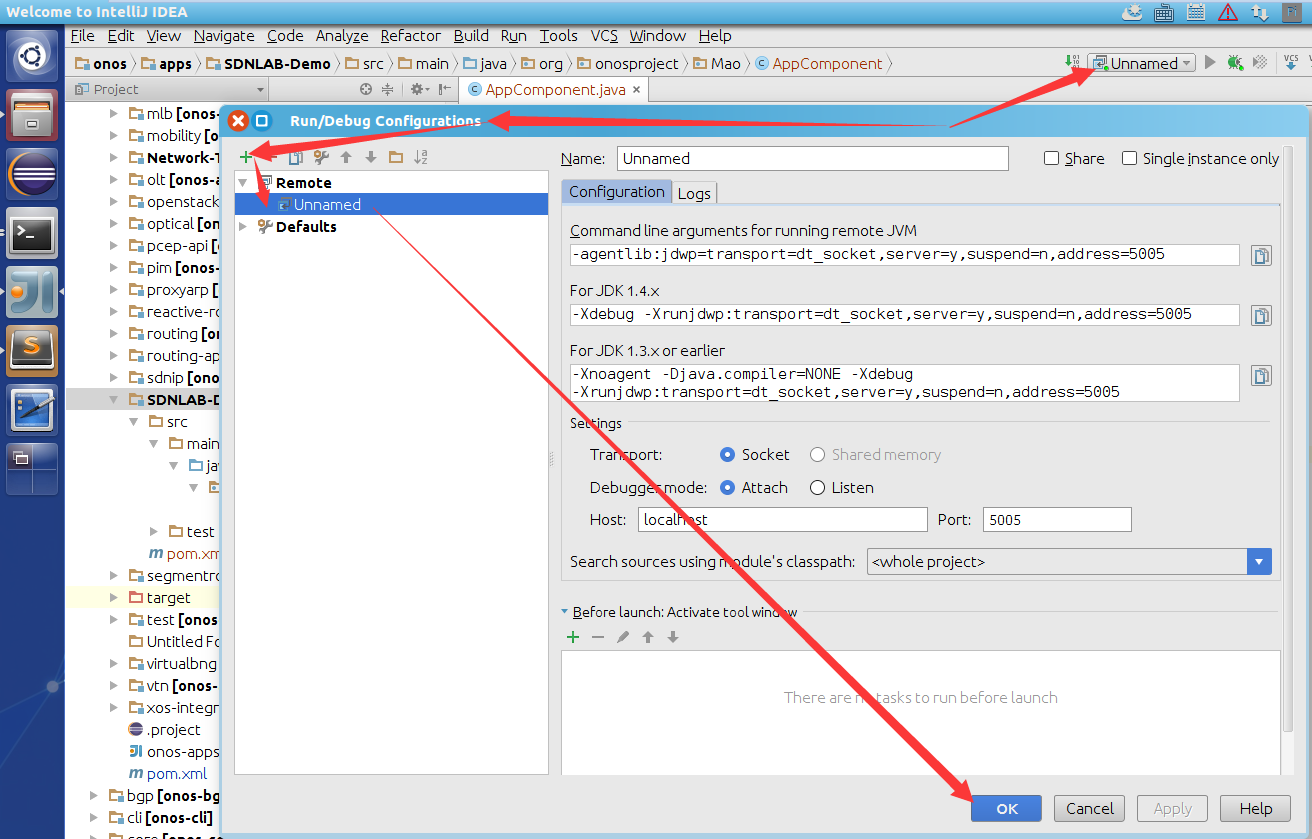 Welcome to IntelliJ IDEA
File Edit View Navigate Code Analyze Refactor Build Run Tools VCS Window Help
onos apps SDNLAB-Demo src main java org onosproject Mao AppComponent
Unnamed
VCS
Project
AppComponent.java
mlb [onos-
mobility [o
Network-T
olt [onos-a
openstack
optical [on
pcep-api [
pim [onos-
proxyarp [
reactive-ro
routing [o
routing-ap
sdnip [ono
SDNLAB-D
src
main
ja
test
pom.xm
segmentro
target
test [onos-
Untitled Fo
virtualbng
vtn [onos-
xos-integr
.project
onos-apps
pom.xml
bgp [onos-bg
cli [onos-cli]
Run/Debug Configurations
Remote
Unnamed
Defaults
Name: Unnamed
Share
Single instance only
Configuration Logs
Command line arguments for running remote JVM
-agentlib:jdwp=transport=dt_socket,server=y,suspend=n,address=5005
For JDK 1.4.x
-Xdebug -Xrunjdwp:transport=dt_socket,server=y,suspend=n,address=5005
For JDK 1.3.x or earlier
-Xnoagent -Djava.compiler=NONE -Xdebug
-Xrunjdwp:transport=dt_socket,server=y,suspend=n,address=5005
Settings
Transport: Socket Shared memory
Debugger mode: Attach Listen
Host: localhost Port: 5005
Search sources using module's classpath: <whole project>
Before launch: Activate tool window
There are no tasks to run before launch
OK Cancel Apply Help